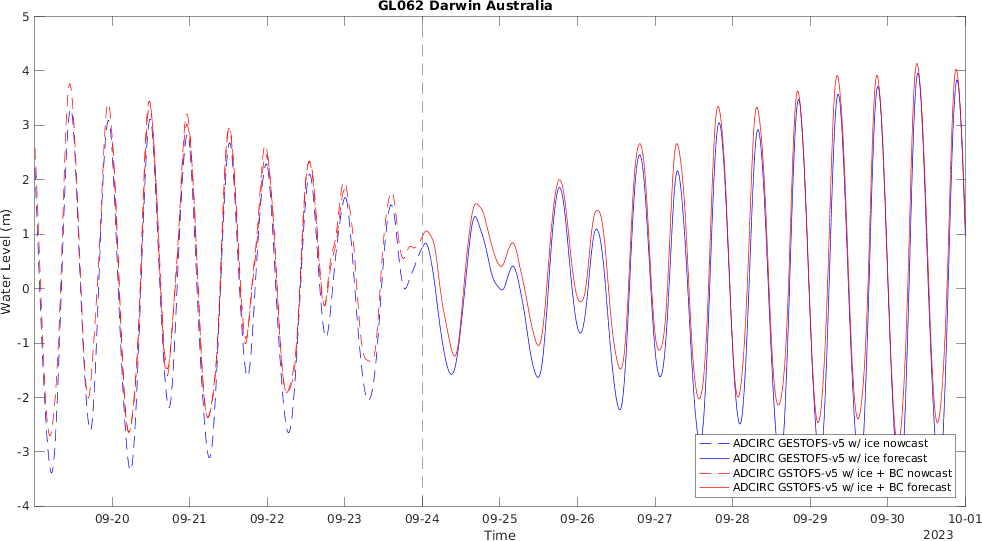 GL062 Darwin Australia
5
4
3
2
1
0
-1
-2
-3
-4
Water Level (m)
ADCIRC GESTOFS-v5 w/ ice nowcast
ADCIRC GESTOFS-v5 w/ ice forecast
ADCIRC GSTOFS-v5 w/ ice + BC nowcast
ADCIRC GSTOFS-v5 w/ ice + BC forecast
09-20 09-21 09-22 09-23 09-24 09-25 09-26 09-27 09-28 09-29 09-30 10-01
Time 2023